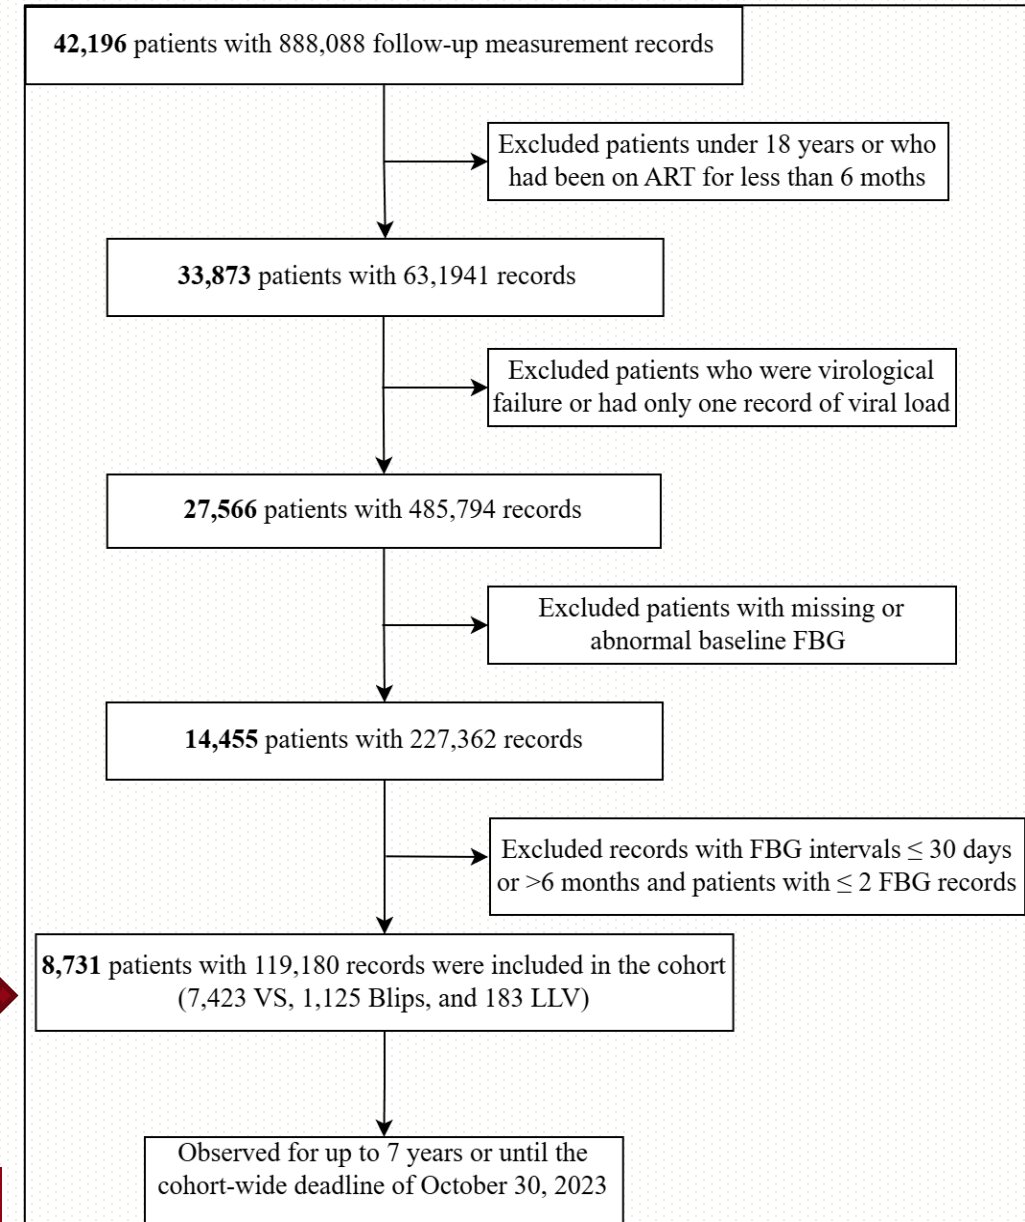 42,196 patients with 888,088 follow-up measurement records
Excluded patients under 18 years or who
had been on ART for less than 6 moths
33,873 patients with 63,1941 records
Excluded patients who were virological
failure or had only one record of viral load
27,566 patients with 485,794 records
Excluded patients with missing or
abnormal baseline FBG
14,455 patients with 227,362 records
Excluded records with FBG intervals ≤ 30 days
or >6 months and patients with ≤ 2 FBG records
8,731 patients with 119,180 records were included in the cohort
(7,423 VS, 1,125 Blips, and 183 LLV)
Observed for up to 7 years or until the
cohort-wide deadline of October 30, 2023